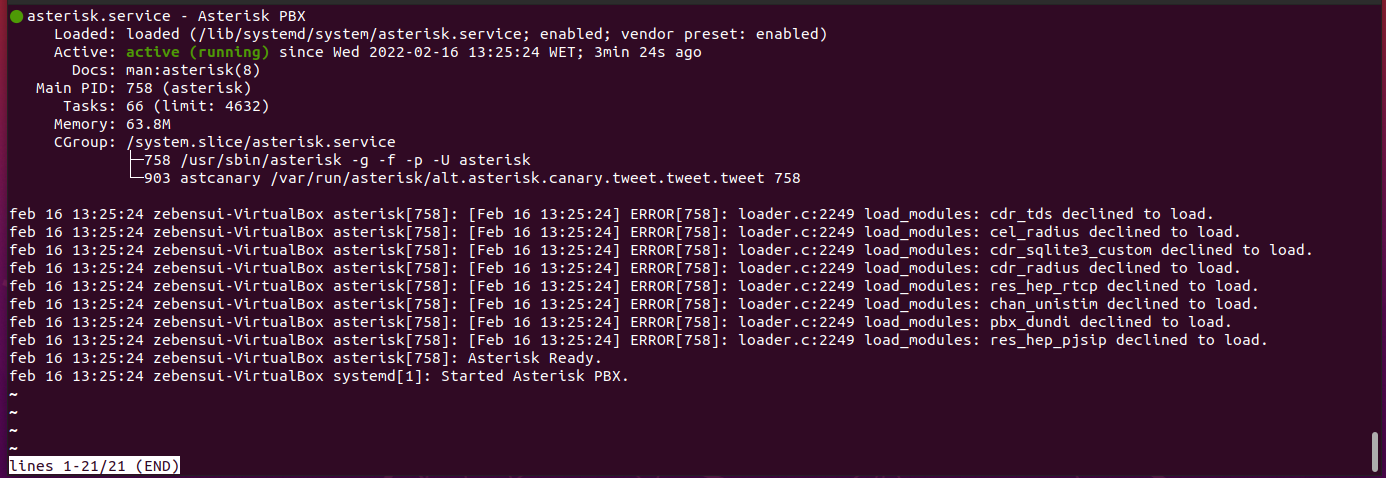 asterisk.service - Asterisk PBX
Loaded: loaded (/lib/systemd/system/asterisk.service; enabled; vendor preset: enabled)
Active: active (running) since Wed 2022-02-16 13:25:24 WET; 3min 24s ago
Docs: man:asterisk(8)
Main PID: 758 (asterisk)
Tasks: 66 (limit: 4632)
Memory: 63.8M
CGroup: /system.slice/asterisk.service
├─758 /usr/sbin/asterisk -g -f -p -U asterisk
└─903 astcanary /var/run/asterisk/alt.asterisk.canary.tweet.tweet.tweet 758
feb 16 13:25:24 zebensui-VirtualBox asterisk[758]: [Feb 16 13:25:24] ERROR[758]: loader.c:2249 load_modules: cdr_tds declined to load.
feb 16 13:25:24 zebensui-VirtualBox asterisk[758]: [Feb 16 13:25:24] ERROR[758]: loader.c:2249 load_modules: cel_radius declined to load.
feb 16 13:25:24 zebensui-VirtualBox asterisk[758]: [Feb 16 13:25:24] ERROR[758]: loader.c:2249 load_modules: cdr_sqlite3_custom declined to load.
feb 16 13:25:24 zebensui-VirtualBox asterisk[758]: [Feb 16 13:25:24] ERROR[758]: loader.c:2249 load_modules: cdr_radius declined to load.
feb 16 13:25:24 zebensui-VirtualBox asterisk[758]: [Feb 16 13:25:24] ERROR[758]: loader.c:2249 load_modules: res_hep_rtcp declined to load.
feb 16 13:25:24 zebensui-VirtualBox asterisk[758]: [Feb 16 13:25:24] ERROR[758]: loader.c:2249 load_modules: chan_unistim declined to load.
feb 16 13:25:24 zebensui-VirtualBox asterisk[758]: [Feb 16 13:25:24] ERROR[758]: loader.c:2249 load_modules: pbx_dundi declined to load.
feb 16 13:25:24 zebensui-VirtualBox asterisk[758]: [Feb 16 13:25:24] ERROR[758]: loader.c:2249 load_modules: res_hep_pjsip declined to load.
feb 16 13:25:24 zebensui-VirtualBox asterisk[758]: Asterisk Ready.
feb 16 13:25:24 zebensui-VirtualBox systemd[1]: Started Asterisk PBX.
~
~
~
~
lines 1-21/21 (END)